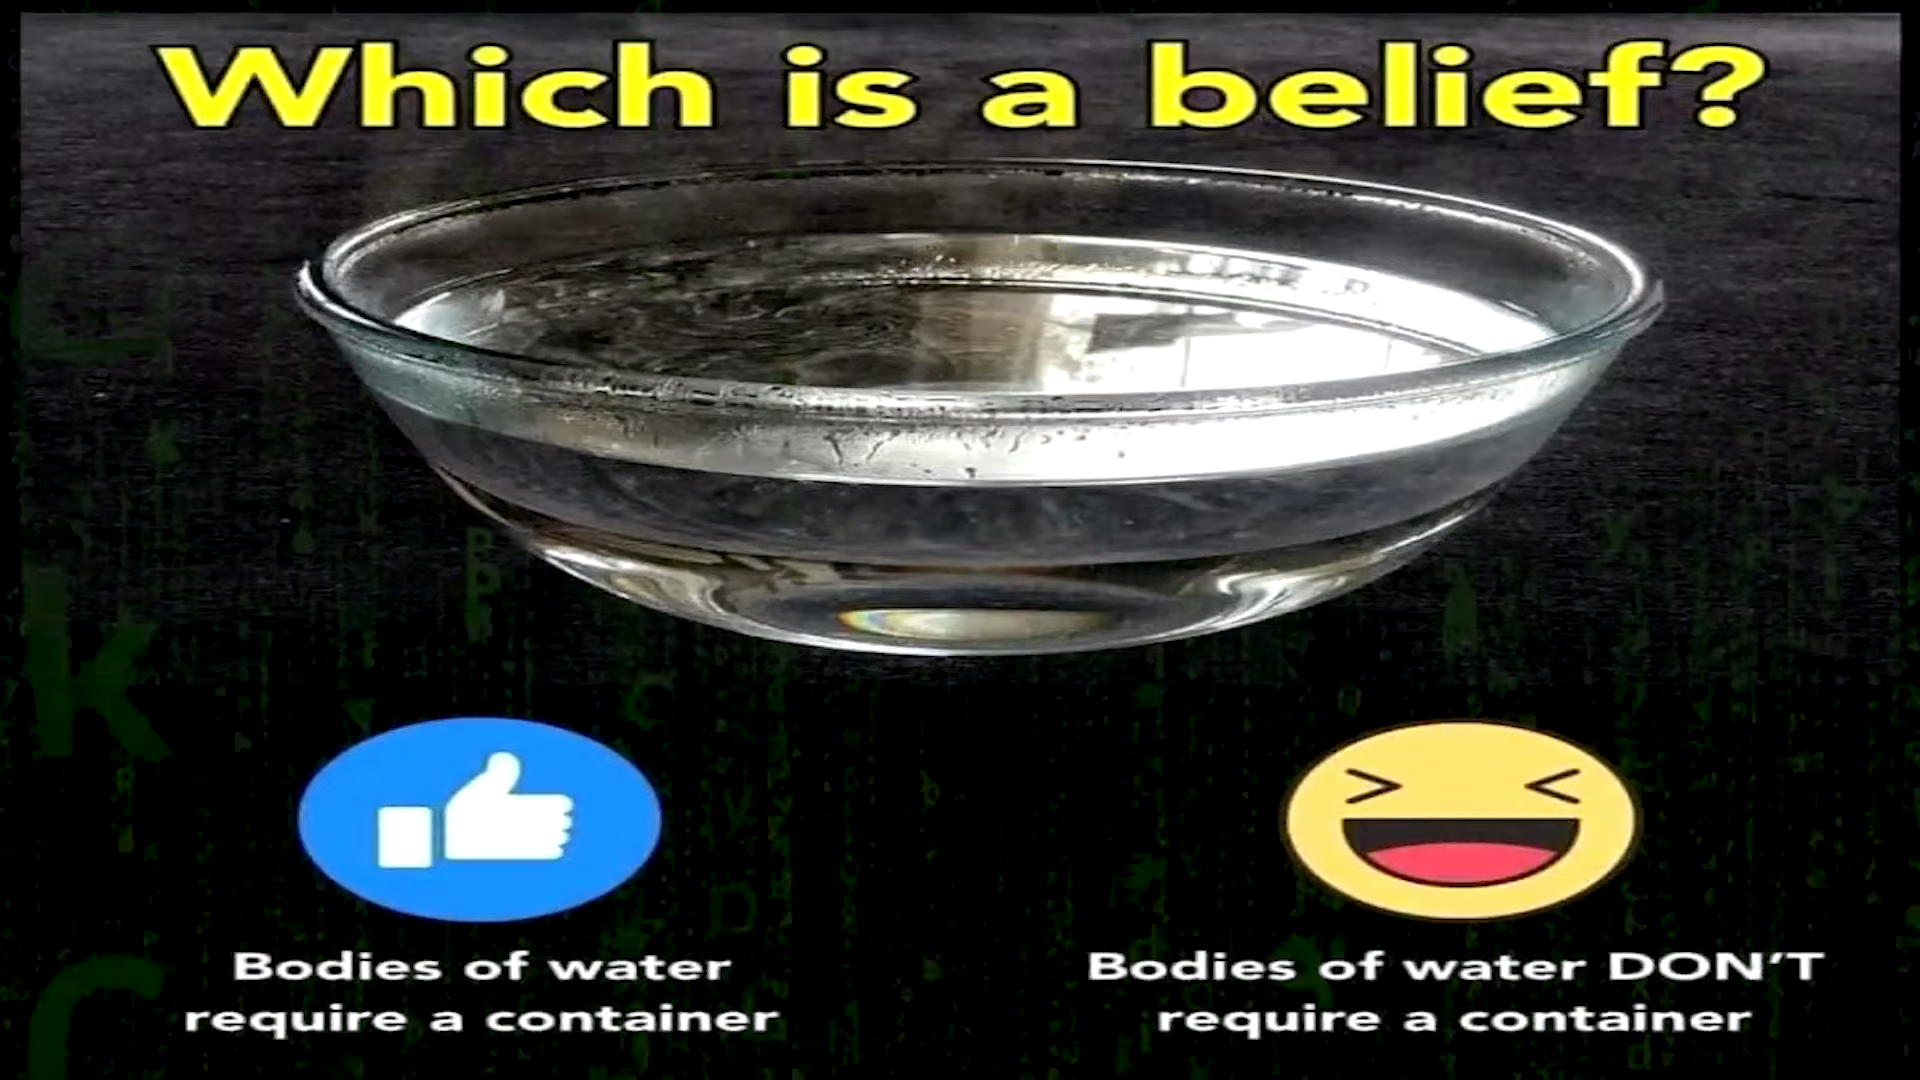 Which is a belief?
Bodies of water
require a container
Bodies of water DON'T
require a container